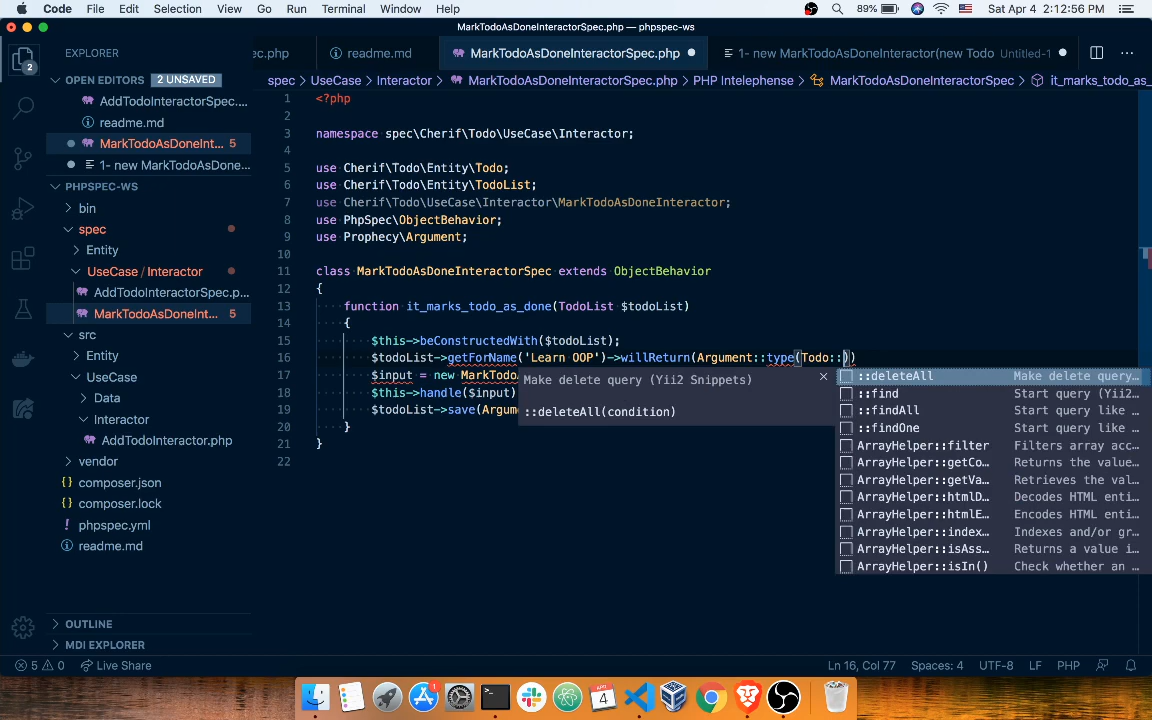 Code File Edit Selection View Go Run Terminal Window Help 89% Sat Apr 4 2:12:56 PM
MarkTodoAsDoneInteractorSpec.php — phpspec-ws
2
EXPLORER
ec.php readme.md MarkTodoAsDoneInteractorSpec.php 1- new MarkTodoAsDoneInteractor(new Todo Untitled-1
OPEN EDITORS 2 UNSAVED
spec > UseCase > Interactor > MarkTodoAsDoneInteractorSpec.php > PHP Intelephense > MarkTodoAsDoneInteractorSpec > it_marks_todo_as_
AddTodoInteractorSpec....
readme.md
MarkTodoAsDoneInt... 5
1- new MarkTodoAsDone...
PHPSPEC-WS
bin
spec
Entity
UseCase / Interactor
AddTodoInteractorSpec.p...
MarkTodoAsDoneInt... 5
src
Entity
UseCase
Data
Interactor
AddTodoInteractor.php
vendor
composer.json
composer.lock
phpspec.yml
readme.md
OUTLINE
MDI EXPLORER
1 <?php
2
3 namespace spec\Cherif\Todo\UseCase\Interactor;
4
5 use Cherif\Todo\Entity\Todo;
6 use Cherif\Todo\Entity\TodoList;
7 use Cherif\Todo\UseCase\Interactor\MarkTodoAsDoneInteractor;
8 use PhpSpec\ObjectBehavior;
9 use Prophecy\Argument;
10
11 class MarkTodoAsDoneInteractorSpec extends ObjectBehavior
12 {
13 function it_marks_todo_as_done(TodoList $todoList)
14 {
15 $this->beConstructedWith($todoList);
16 $todoList->getForName('Learn OOP')->willReturn(Argument::type(Todo::))
17 $input = new MarkTodoA
18 $this->handle($input)
19 $todoList->save(Argum
20 }
21 }
22
Make delete query (Yii2 Snippets)
::deleteAll(condition)
::deleteAll Make delete query…
::find Start query (Yii2…
::findAll Start query like …
::findOne Start query like …
ArrayHelper::filter Filters array acc…
ArrayHelper::getCo… Returns the value…
ArrayHelper::getVa… Retrieves the val…
ArrayHelper::htmlD… Decodes HTML enti…
ArrayHelper::htmlE… Encodes HTML enti…
ArrayHelper::index… Indexes and/or gr…
ArrayHelper::isAss… Returns a value i…
ArrayHelper::isIn() Check whether an …
5 0 Live Share Ln 16, Col 77 Spaces: 4 UTF-8 LF PHP
1 APR 4